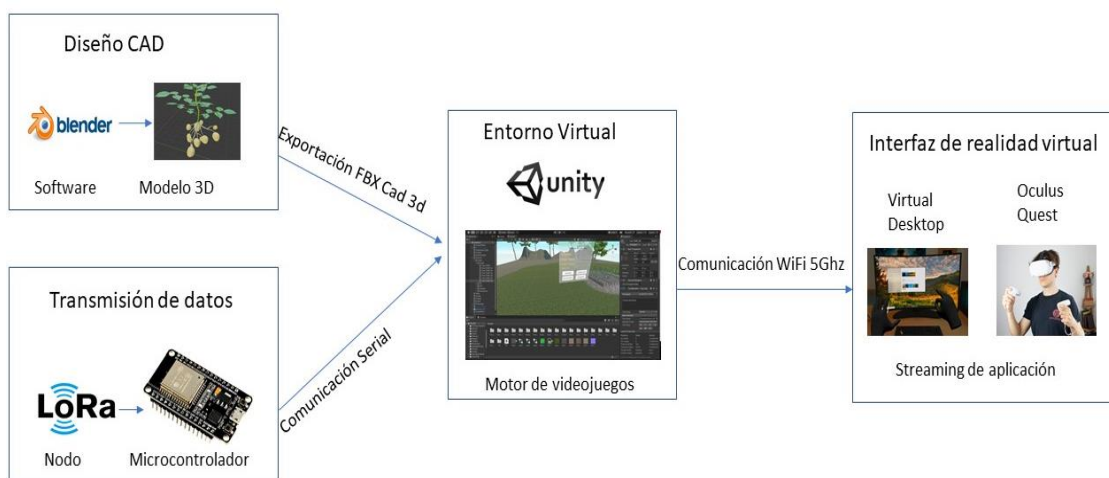 Diseño CAD
blender
Software
Modelo 3D
Exportación FBX Cad 3d
Transmisión de datos
LoRa
Nodo
Microcontrolador
Comunicación Serial
Entorno Virtual
unity
Motor de videojuegos
Comunicación WiFi 5Ghz
Interfaz de realidad virtual
Virtual
Desktop
Oculus
Quest
Streaming de aplicación